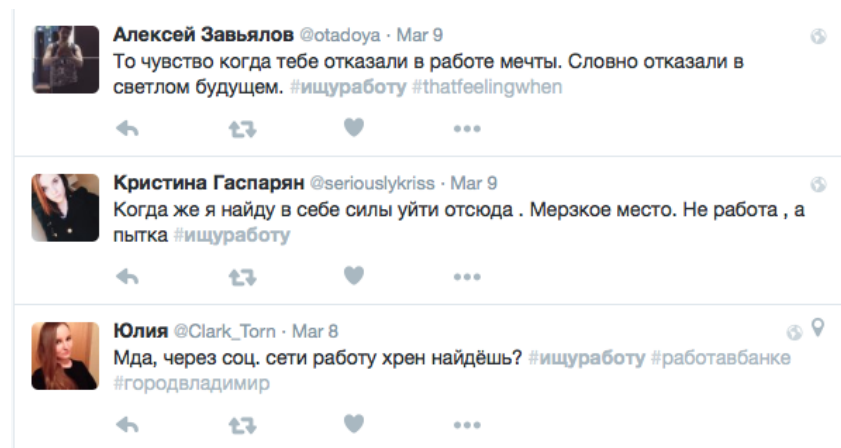 Алексей Завьялов @otadoya · Mar 9
То чувство когда тебе отказали в работе мечты. Словно отказали в
светлом будущем. #ищуработу #thatfeelingwhen
Кристина Гаспарян @seriouslykriss · Mar 9
Когда же я найду в себе силы уйти отсюда . Мерзкое место. Не работа , а
пытка #ищуработу
Юлия @Clark_Torn · Mar 8
Мда, через соц. сети работу хрен найдёшь? #ищуработу #работавбанке
#городвладимир